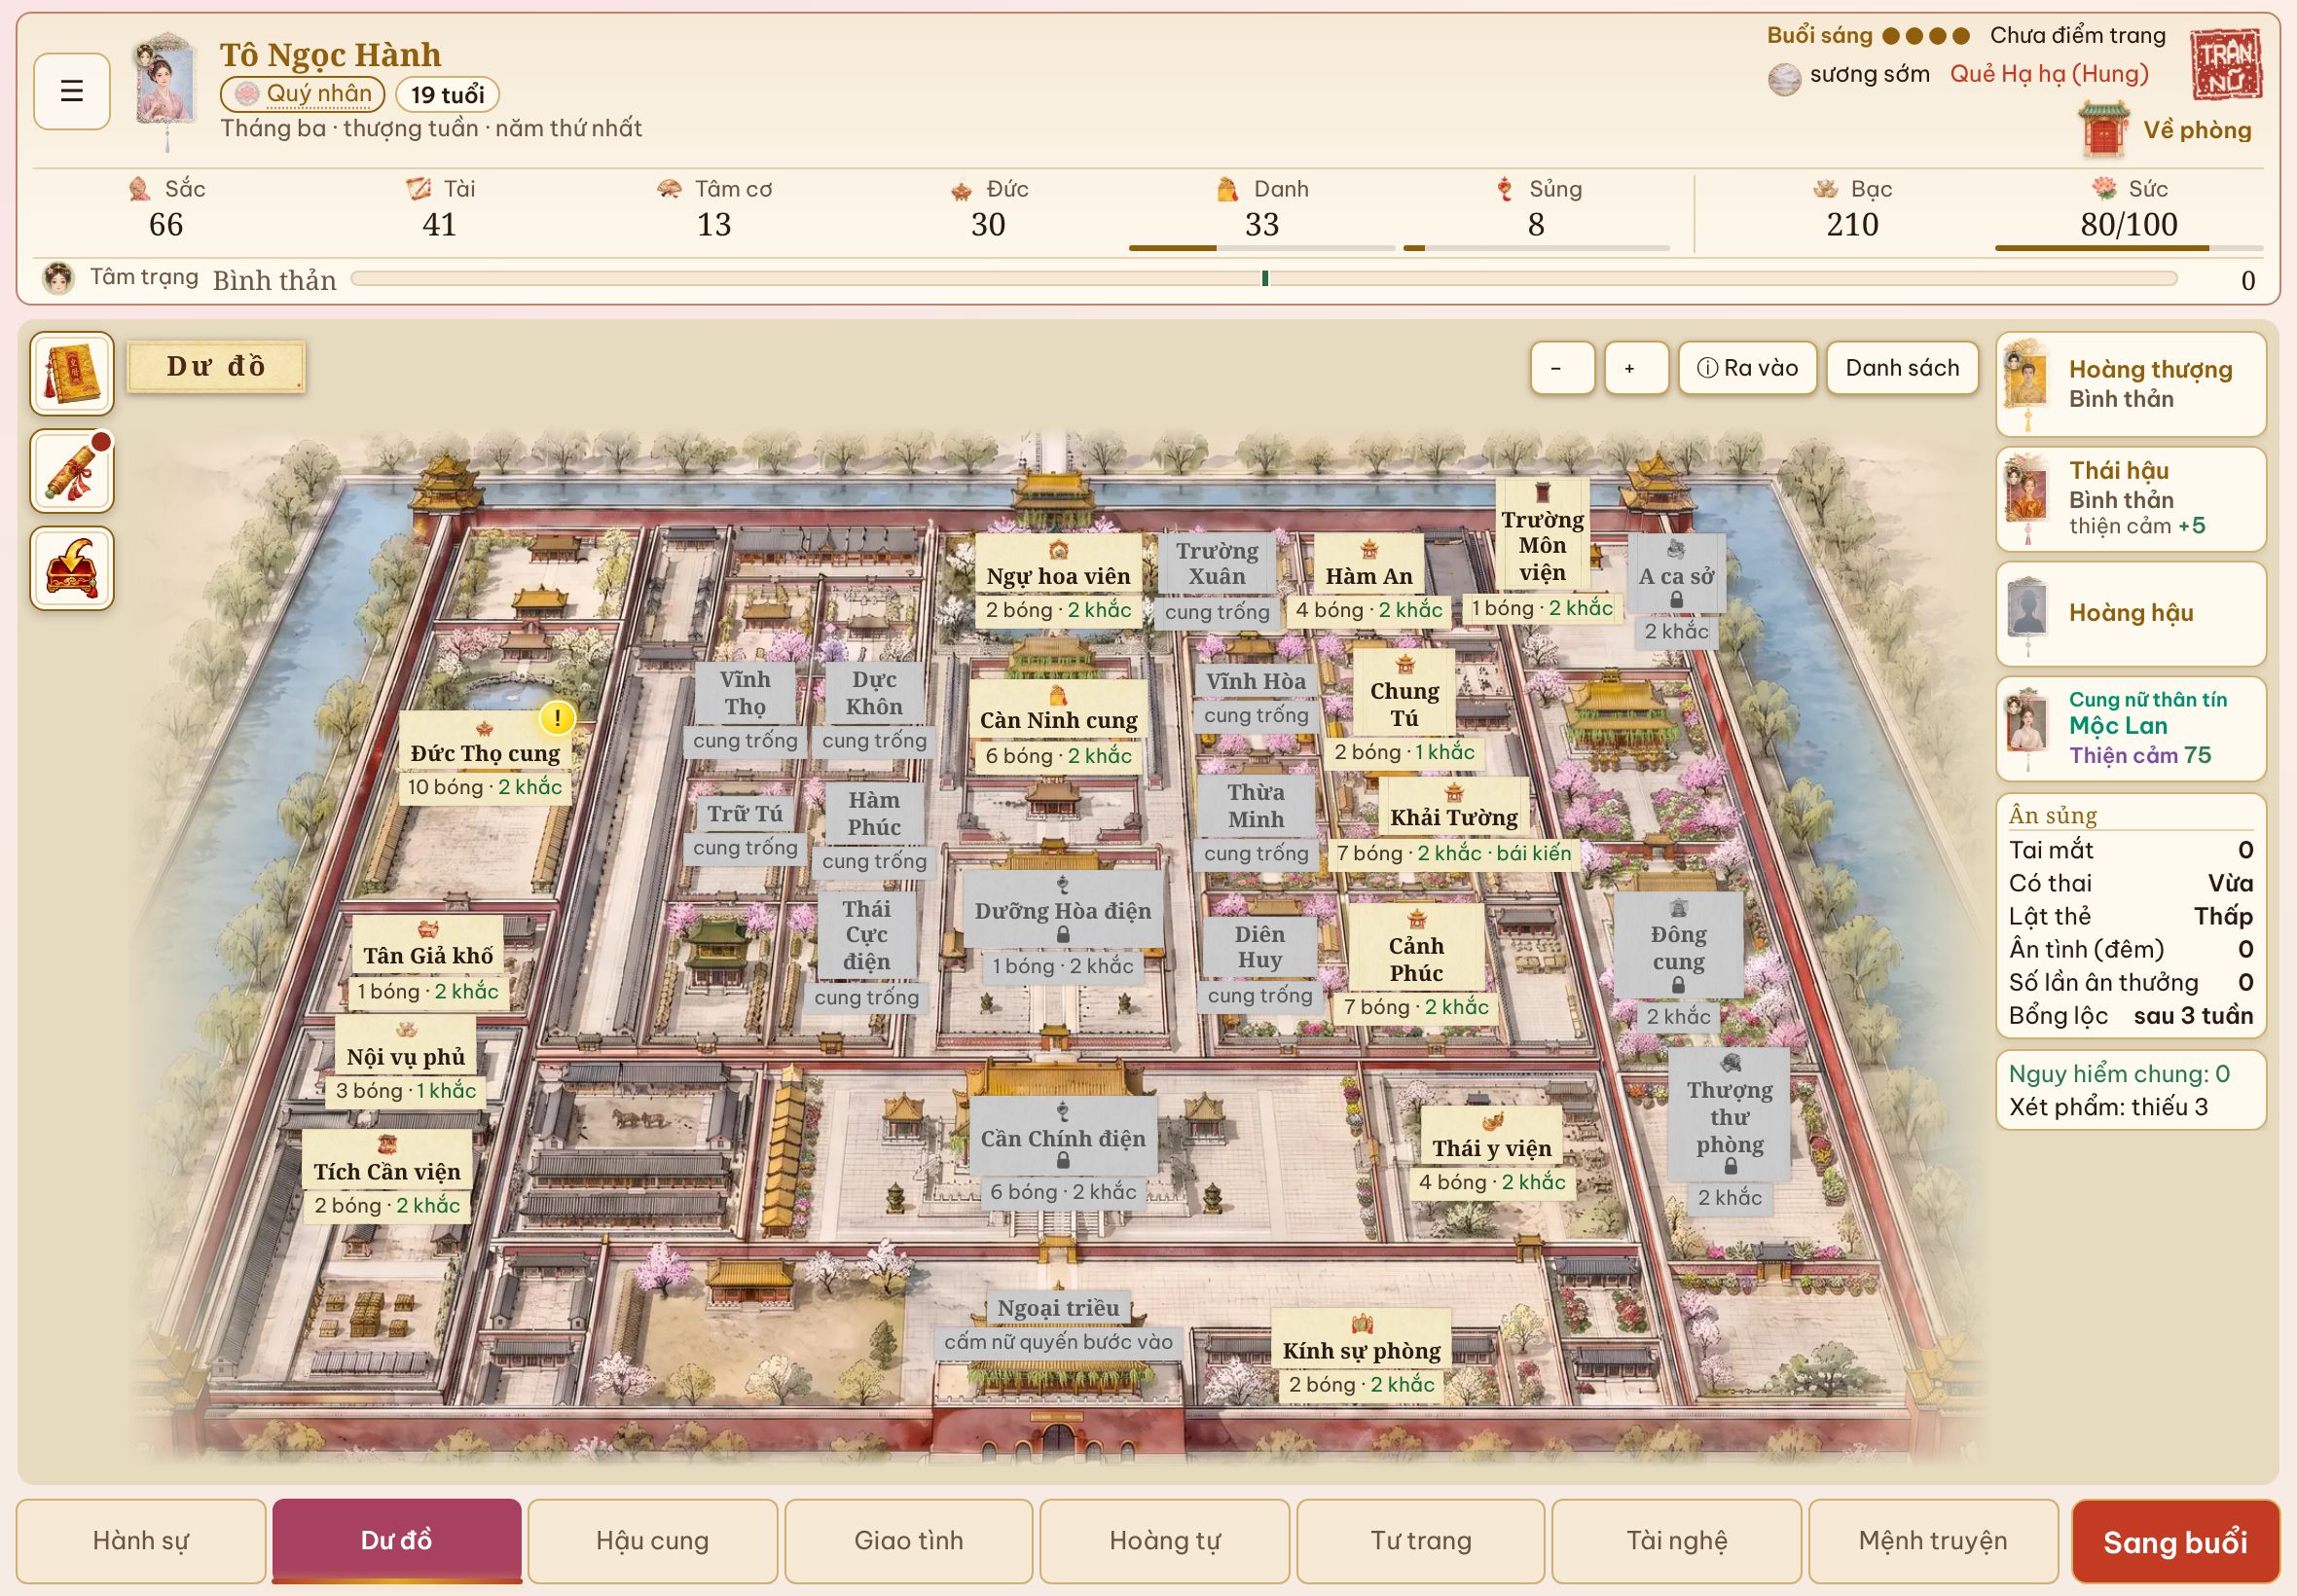 ☰
Tô Ngọc Hành
Quý nhân
19 tuổi
Tháng ba · thượng tuần · năm thứ nhất
Buổi sáng
Chưa điểm trang
sương sớm
Quẻ Hạ hạ (Hung)
TRẦN NỮ
Về phòng
Sắc
66
Tài
41
Tâm cơ
13
Đức
30
Danh
33
Sủng
8
Bạc
210
Sức
80/100
Tâm trạng Bình thản
0
Dư đồ
-
+
ⓘ Ra vào
Danh sách
Trường
Môn
viện
1 bóng · 2 khắc
Ngự hoa viên
2 bóng · 2 khắc
Trường
Xuân
cung trống
Hàm An
4 bóng · 2 khắc
A ca sở
2 khắc
Vĩnh
Thọ
cung trống
Dực
Khôn
cung trống
Càn Ninh cung
6 bóng · 2 khắc
Vĩnh Hòa
cung trống
Chung
Tú
2 bóng · 1 khắc
!
Đức Thọ cung
10 bóng · 2 khắc
Trữ Tú
cung trống
Hàm
Phúc
cung trống
Thừa
Minh
cung trống
Khải Tường
7 bóng · 2 khắc · bái kiến
Thái
Cực
điện
cung trống
Dưỡng Hòa điện
1 bóng · 2 khắc
Diên
Huy
cung trống
Cảnh
Phúc
7 bóng · 2 khắc
Đông
cung
2 khắc
Tân Giả khố
1 bóng · 2 khắc
Nội vụ phủ
3 bóng · 1 khắc
Tích Cần viện
2 bóng · 2 khắc
Cần Chính điện
6 bóng · 2 khắc
Thái y viện
4 bóng · 2 khắc
Thượng
thư
phòng
2 khắc
Ngoại triều
cấm nữ quyến bước vào
Kính sự phòng
2 bóng · 2 khắc
Hoàng thượng
Bình thản
Thái hậu
Bình thản
thiện cảm +5
Hoàng hậu
Cung nữ thân tín
Mộc Lan
Thiện cảm 75
Ân sủng
Tai mắt 0
Có thai Vừa
Lật thẻ Thấp
Ân tình (đêm) 0
Số lần ân thưởng 0
Bổng lộc sau 3 tuần
Nguy hiểm chung: 0
Xét phẩm: thiếu 3
Hành sự
Dư đồ
Hậu cung
Giao tình
Hoàng tự
Tư trang
Tài nghệ
Mệnh truyện
Sang buổi